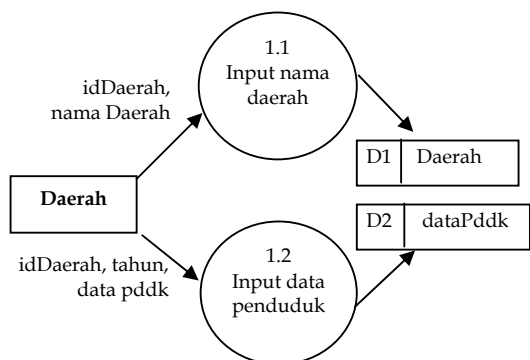 1.1
Input nama
daerah
idDaerah,
nama Daerah
D1 Daerah
Daerah
D2 dataPddk
idDaerah, tahun,
data pddk
1.2
Input data
penduduk